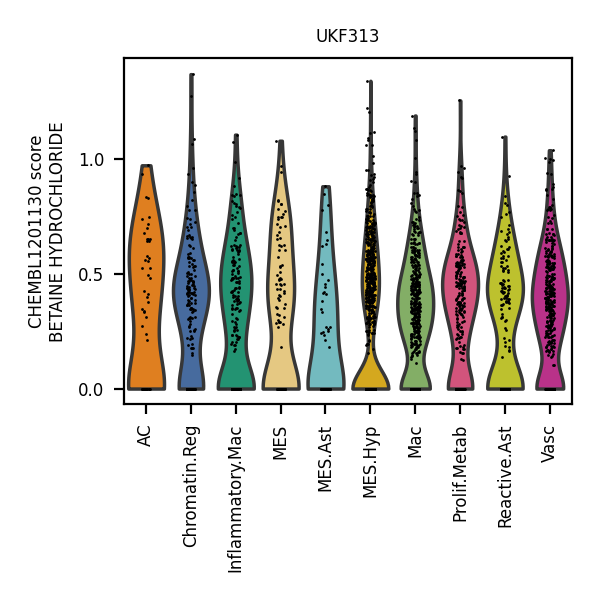 UKF313
CHEMBL1201130 score
BETAINE HYDROCHLORIDE
1.0
0.5
0.0
AC
Chromatin.Reg
Inflammatory.Mac
MES
MES.Ast
MES.Hyp
Mac
Prolif.Metab
Reactive.Ast
Vasc